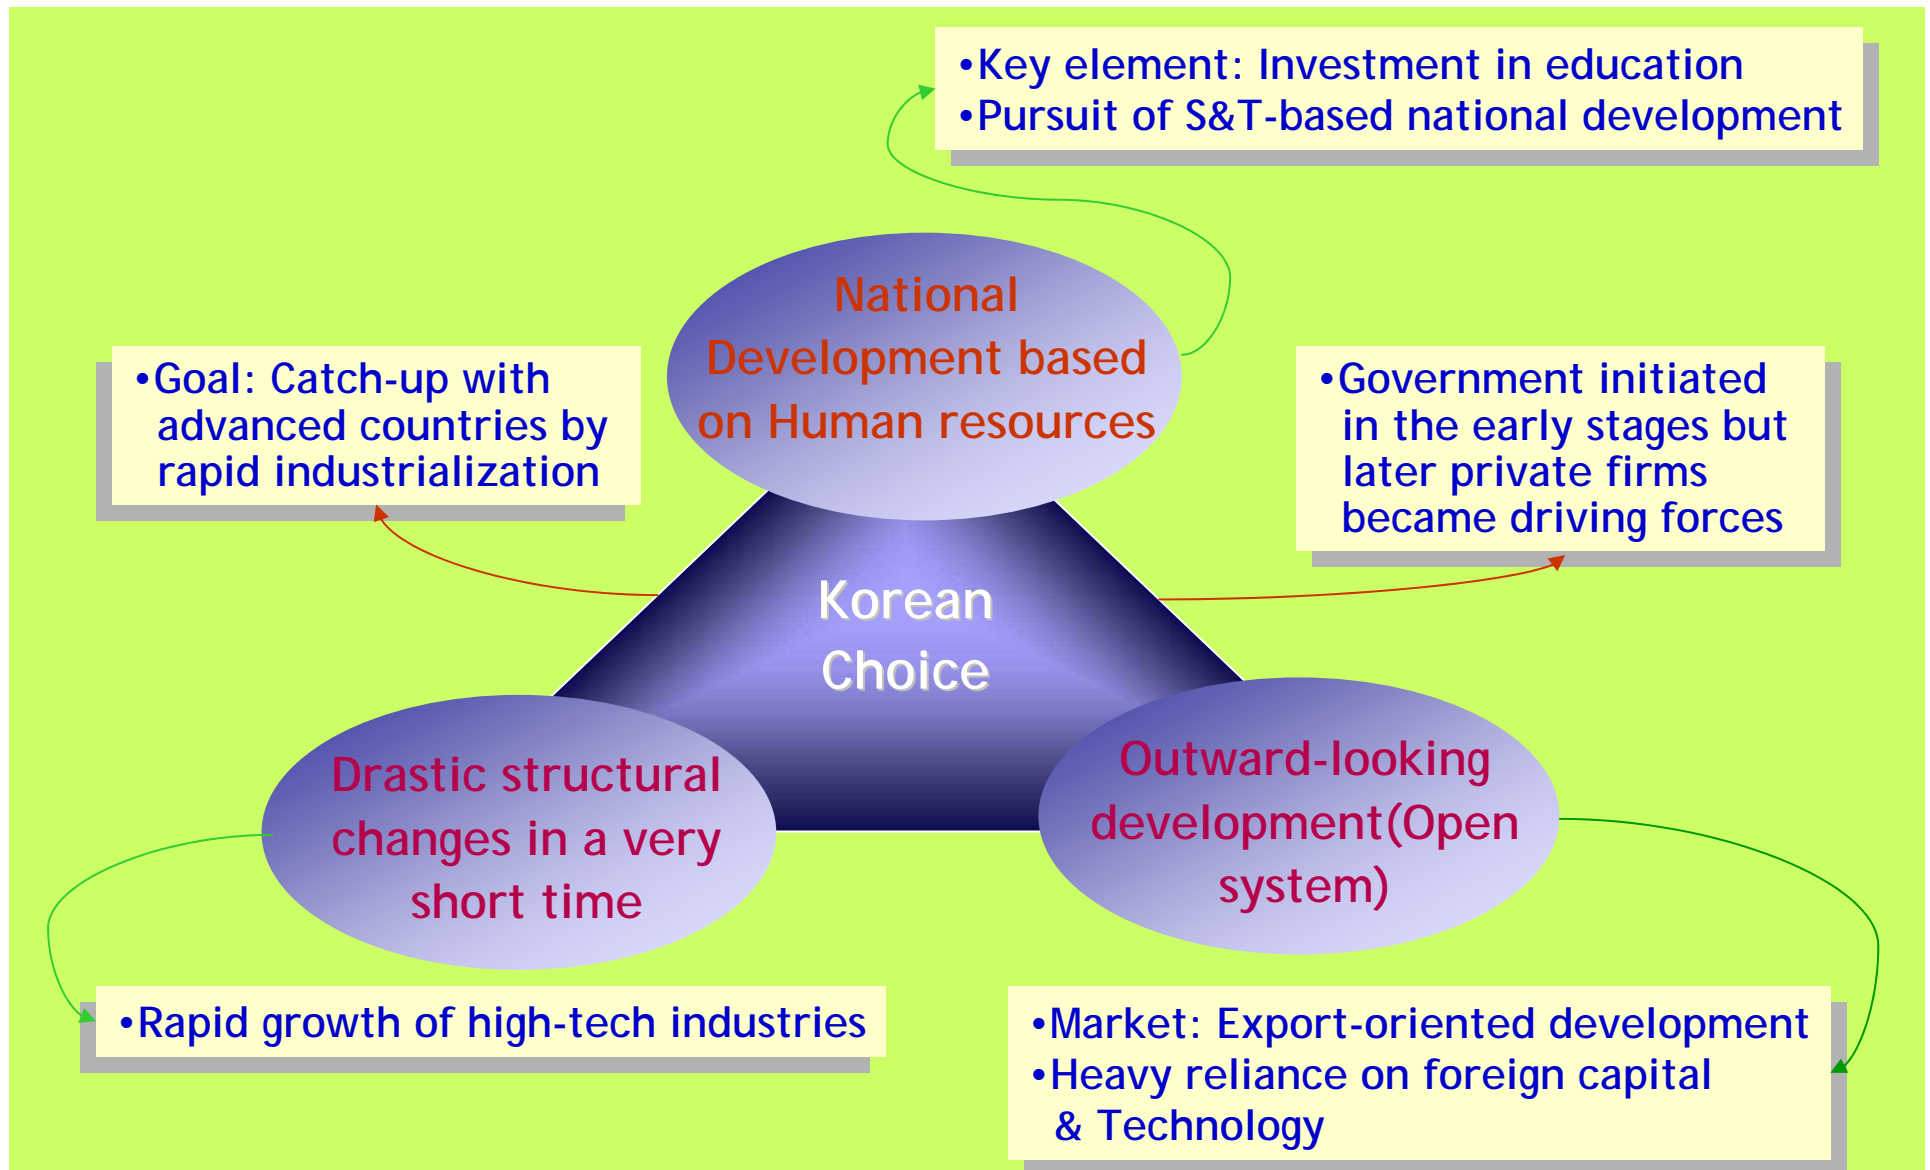 •Key element: Investment in education
•Pursuit of S&T-based national development
National
Development based
on Human resources
•Goal: Catch-up with
advanced countries by
rapid industrialization
•Government initiated
in the early stages but
later private firms
became driving forces
Korean
Choice
Drastic structural
changes in a very
short time
Outward-looking
development(Open
system)
•Rapid growth of high-tech industries
•Market: Export-oriented development
•Heavy reliance on foreign capital
& Technology